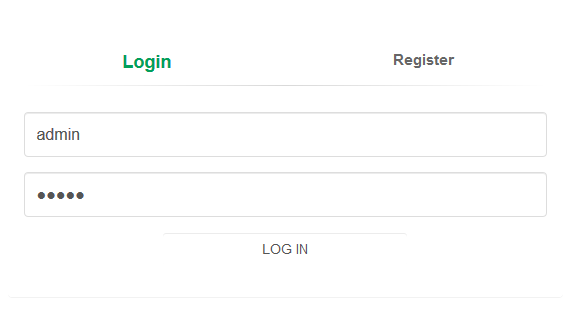 Login
Register
admin
●●●●●
LOG IN